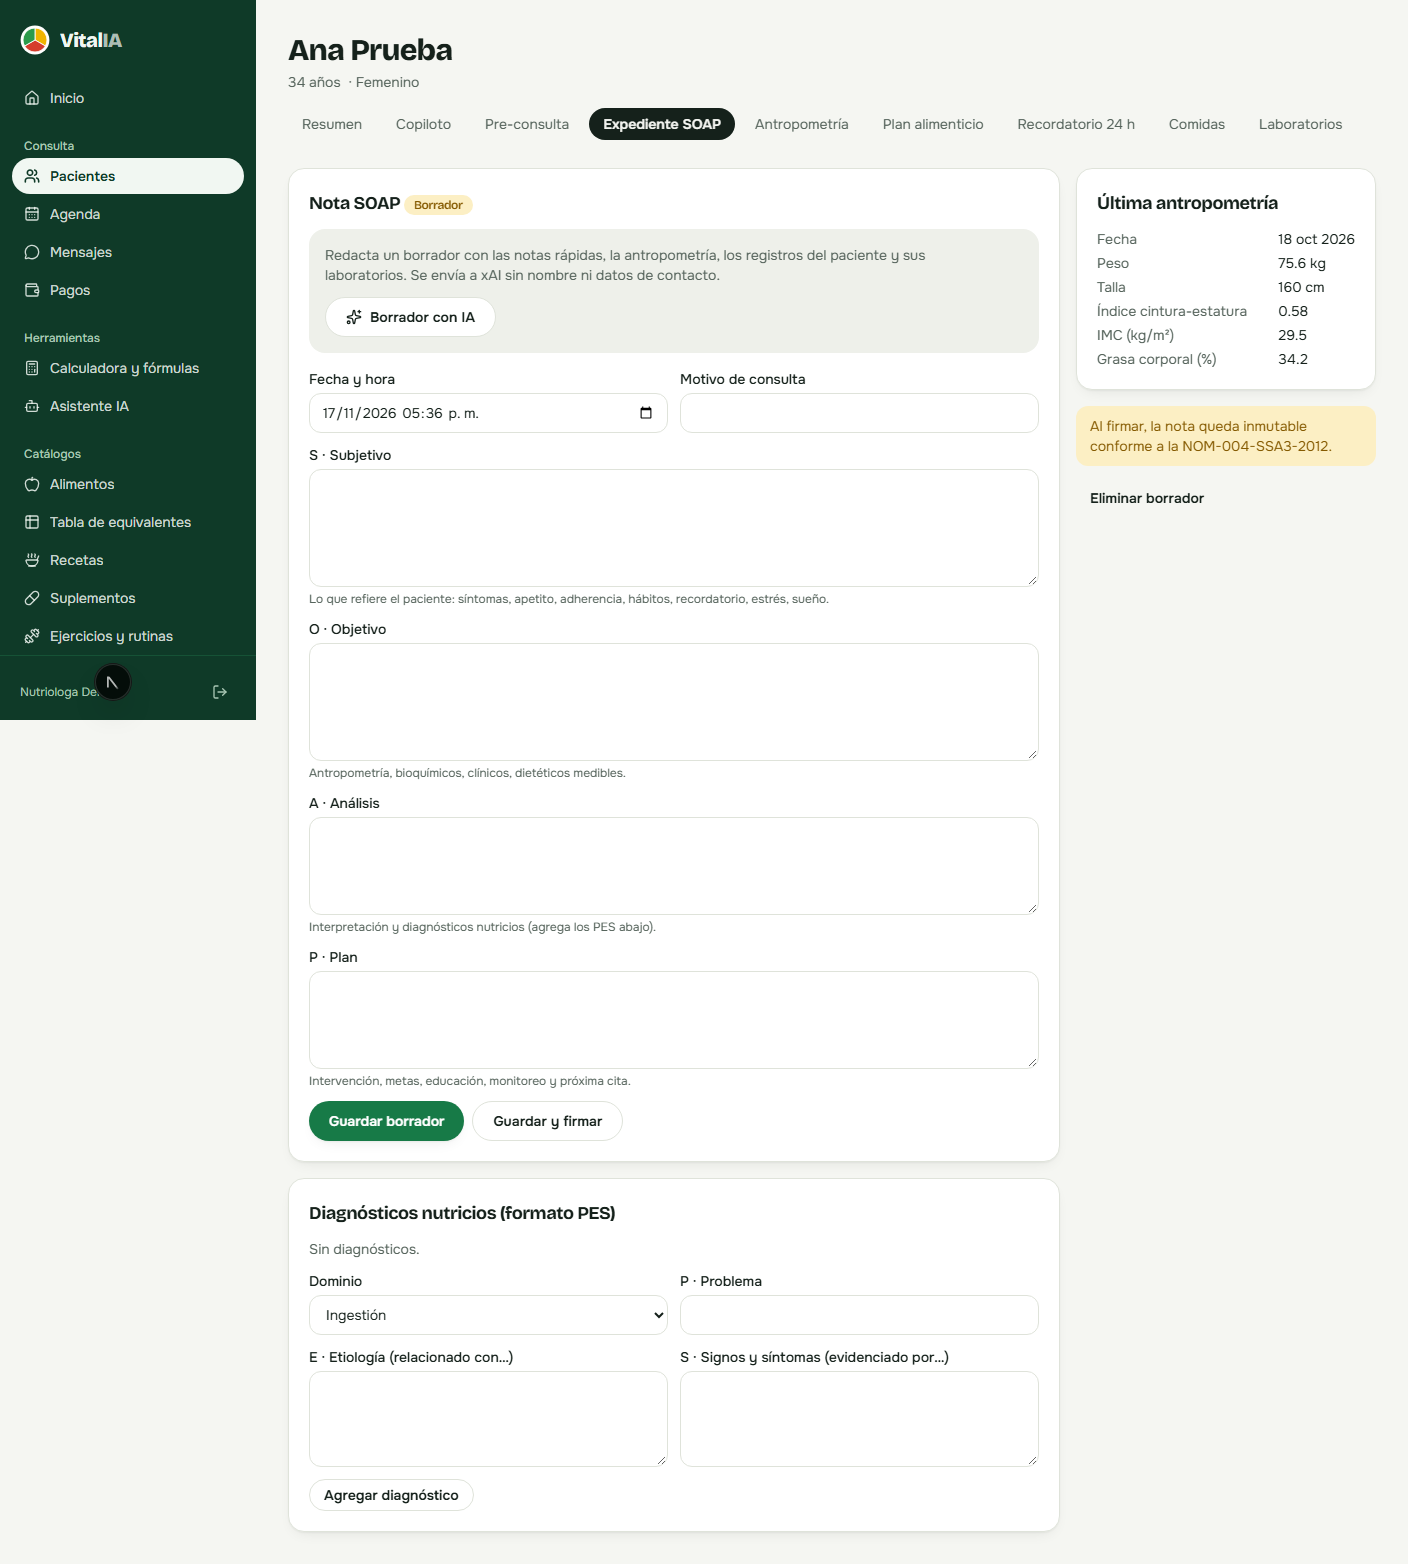 VitalIA
Inicio
Consulta
Pacientes
Agenda
Mensajes
Pagos
Herramientas
Calculadora y fórmulas
Asistente IA
Catálogos
Alimentos
Tabla de equivalentes
Recetas
Suplementos
Ejercicios y rutinas
Nutriologa De
Ana Prueba
34 años · Femenino
Resumen Copiloto Pre-consulta Expediente SOAP Antropometría Plan alimenticio Recordatorio 24 h Comidas Laboratorios
Nota SOAP Borrador
Redacta un borrador con las notas rápidas, la antropometría, los registros del paciente y sus
laboratorios. Se envía a xAI sin nombre ni datos de contacto.
Borrador con IA
Fecha y hora Motivo de consulta
17/11/2026 05:36 p. m.
S · Subjetivo
Lo que refiere el paciente: síntomas, apetito, adherencia, hábitos, recordatorio, estrés, sueño.
O · Objetivo
Antropometría, bioquímicos, clínicos, dietéticos medibles.
A · Análisis
Interpretación y diagnósticos nutricios (agrega los PES abajo).
P · Plan
Intervención, metas, educación, monitoreo y próxima cita.
Guardar borrador Guardar y firmar
Diagnósticos nutricios (formato PES)
Sin diagnósticos.
Dominio P · Problema
Ingestión
E · Etiología (relacionado con...) S · Signos y síntomas (evidenciado por...)
Agregar diagnóstico
Última antropometría
Fecha 18 oct 2026
Peso 75.6 kg
Talla 160 cm
Índice cintura-estatura 0.58
IMC (kg/m²) 29.5
Grasa corporal (%) 34.2
Al firmar, la nota queda inmutable
conforme a la NOM-004-SSA3-2012.
Eliminar borrador